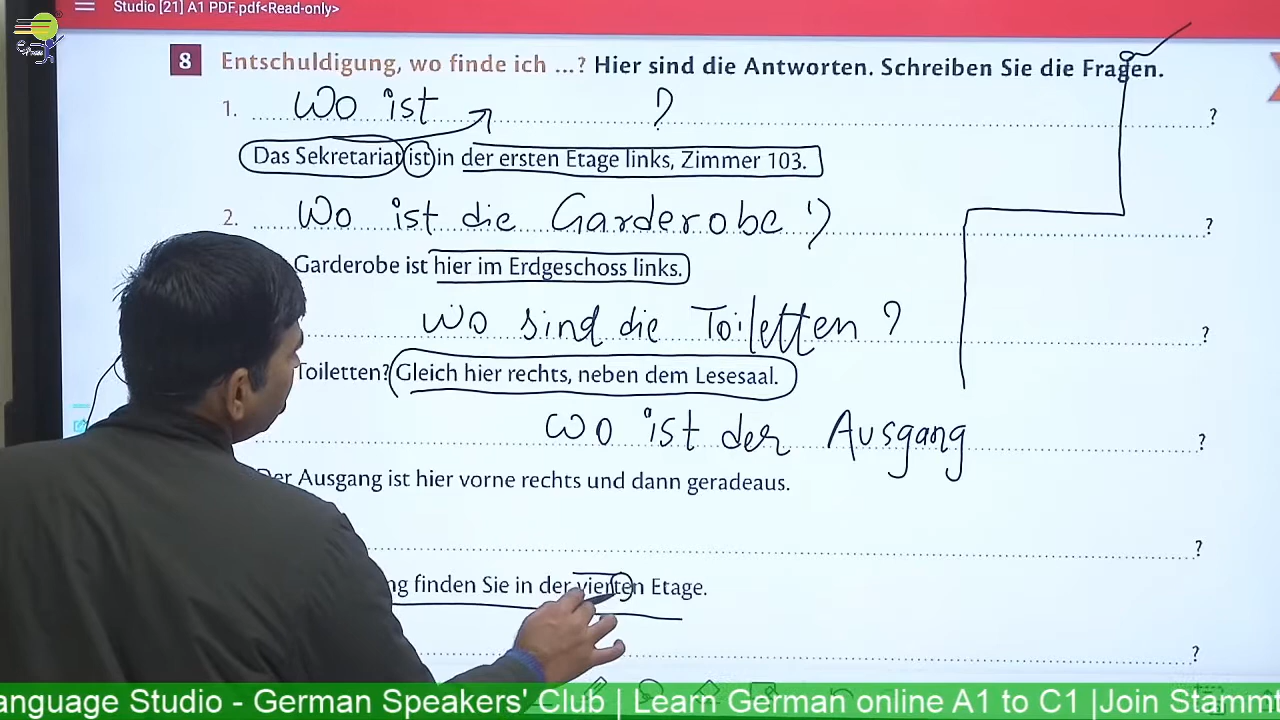 Studio [21] A1 PDF.pdf<Read-only>
8 Entschuldigung, wo finde ich ...? Hier sind die Antworten. Schreiben Sie die Fragen.
1. Wo ist ? ?
Das Sekretariat ist in der ersten Etage links, Zimmer 103.
2. Wo ist die Garderobe ? ?
Garderobe ist hier im Erdgeschoss links.
Wo sind die Toiletten ? ?
Toiletten? Gleich hier rechts, neben dem Lesesaal.
Wo ist der Ausgang ?
Der Ausgang ist hier vorne rechts und dann geradeaus.
?
finden Sie in der vierten Etage.
?
Language Studio - German Speakers' Club | Learn German online A1 to C1 |Join